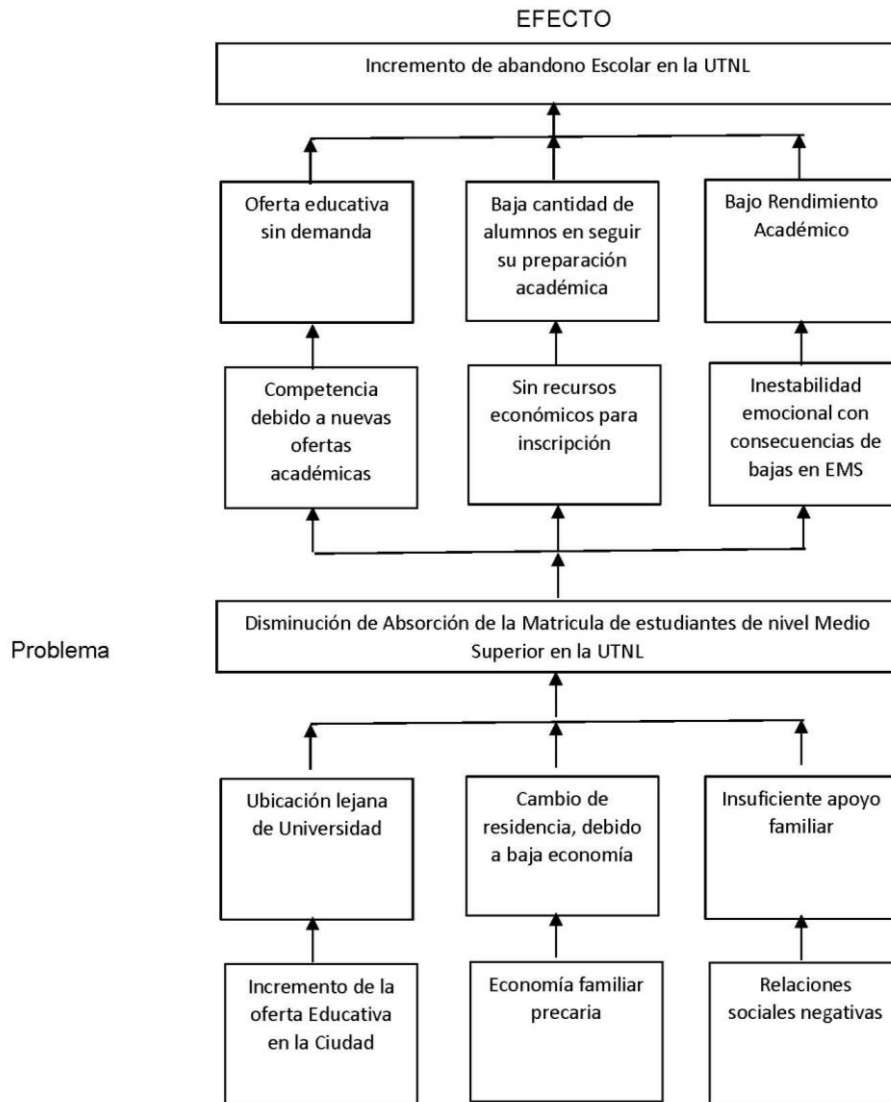 EFECTO
Incremento de abandono Escolar en la UTNL
Oferta educativa
sin demanda
Baja cantidad de
alumnos en seguir
su preparación
académica
Bajo Rendimiento
Académico
Competencia
debido a nuevas
ofertas
académicas
Sin recursos
económicos para
inscripción
Inestabilidad
emocional con
consecuencias de
bajas en EMS
Problema
Disminución de Absorción de la Matricula de estudiantes de nivel Medio
Superior en la UTNL
Ubicación lejana
de Universidad
Cambio de
residencia, debido
a baja economía
Insuficiente apoyo
familiar
Incremento de la
oferta Educativa
en la Ciudad
Economía familiar
precaria
Relaciones
sociales negativas